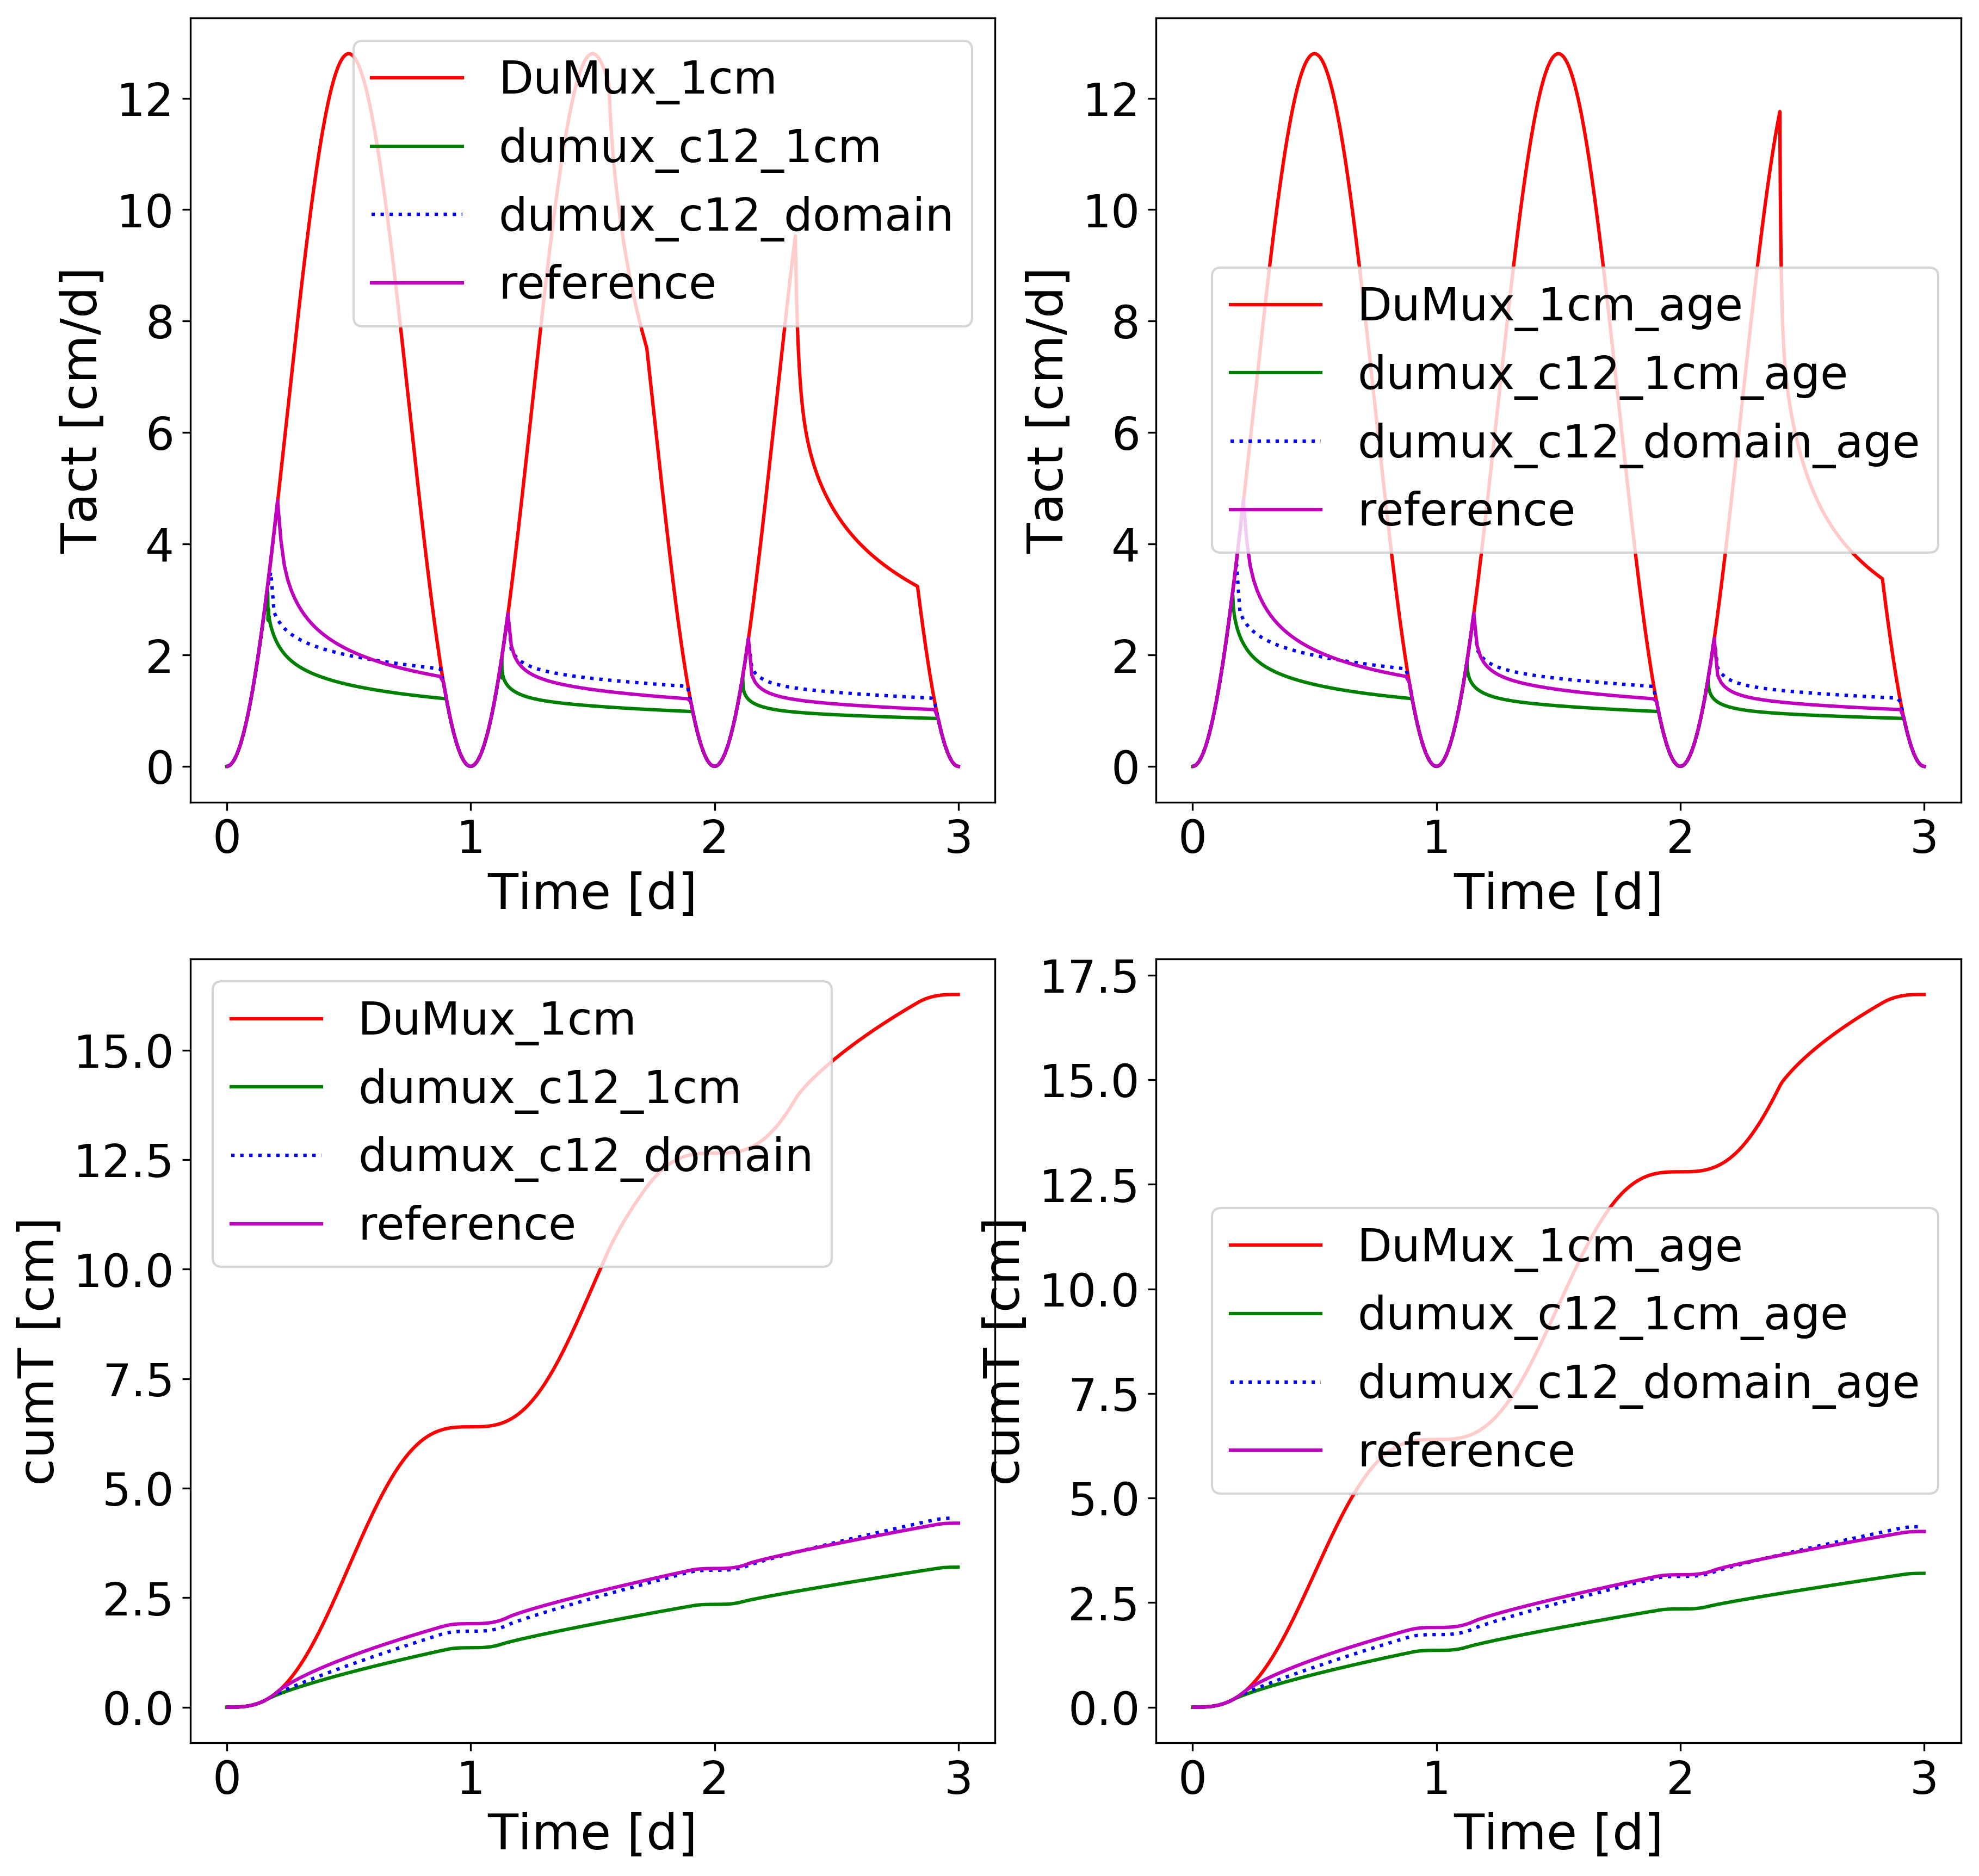 Tact [cm/d]
12
10
8
6
4
2
0
DuMux_1cm
dumux_c12_1cm
dumux_c12_domain
reference
0 1 2 3
Time [d]
Tact [cm/d]
12
10
8
6
4
2
0
DuMux_1cm_age
dumux_c12_1cm_age
dumux_c12_domain_age
reference
0 1 2 3
Time [d]
cumT [cm]
15.0
12.5
10.0
7.5
5.0
2.5
0.0
DuMux_1cm
dumux_c12_1cm
dumux_c12_domain
reference
0 1 2 3
Time [d]
cumT [cm]
17.5
15.0
12.5
10.0
7.5
5.0
2.5
0.0
DuMux_1cm_age
dumux_c12_1cm_age
dumux_c12_domain_age
reference
0 1 2 3
Time [d]